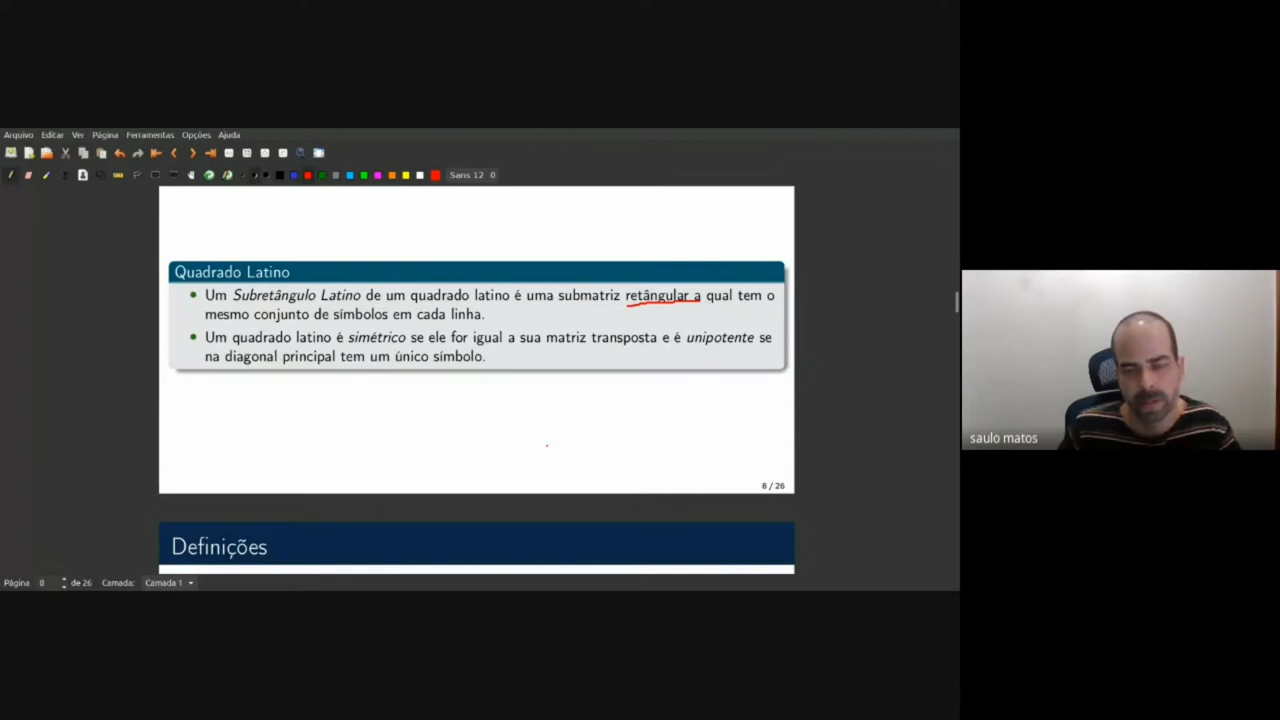 Arquivo Editar Ver Página Ferramentas Opções Ajuda
Sans 12 0
Quadrado Latino
Um Subretângulo Latino de um quadrado latino é uma submatriz retângular a qual tem o
mesmo conjunto de símbolos em cada linha.
Um quadrado latino é simétrico se ele for igual a sua matriz transposta e é unipotente se
na diagonal principal tem um único símbolo.
8 / 26
Definições
Página 8 de 26 Camada: Camada 1
saulo matos